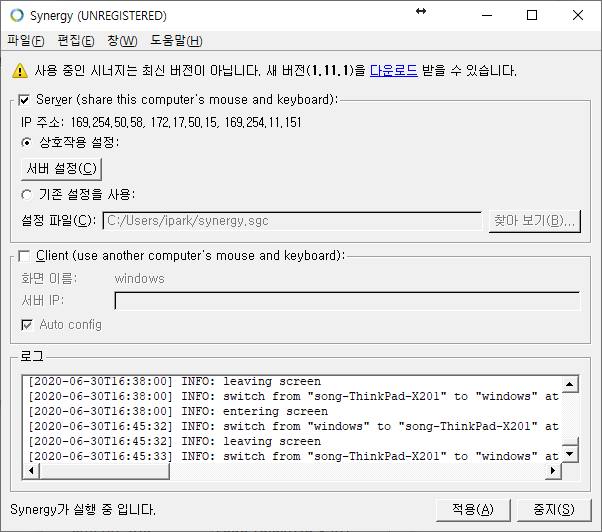 Synergy (UNREGISTERED)
파일(F) 편집(E) 창(W) 도움말(H)
사용 중인 시너지는 최신 버전이 아닙니다. 새 버전(1.11.1)을 다운로드 받을 수 있습니다.
Server (share this computer's mouse and keyboard):
IP 주소: 169.254.50.58, 172.17.50.15, 169.254.11.151
상호작용 설정:
서버 설정(C)
기존 설정을 사용:
설정 파일(C): C:/Users/ipark/synergy.sgc 찾아 보기(B)...
Client (use another computer's mouse and keyboard):
화면 이름: windows
서버 IP:
Auto config
로그
[2020-06-30T16:38:00] INFO: leaving screen
[2020-06-30T16:38:00] INFO: switch from "song-ThinkPad-X201" to "windows" at
[2020-06-30T16:38:00] INFO: entering screen
[2020-06-30T16:45:32] INFO: switch from "windows" to "song-ThinkPad-X201" at
[2020-06-30T16:45:32] INFO: leaving screen
[2020-06-30T16:45:33] INFO: switch from "song-ThinkPad-X201" to "windows" at
Synergy가 실행 중 입니다. 적용(A) 중지(S)